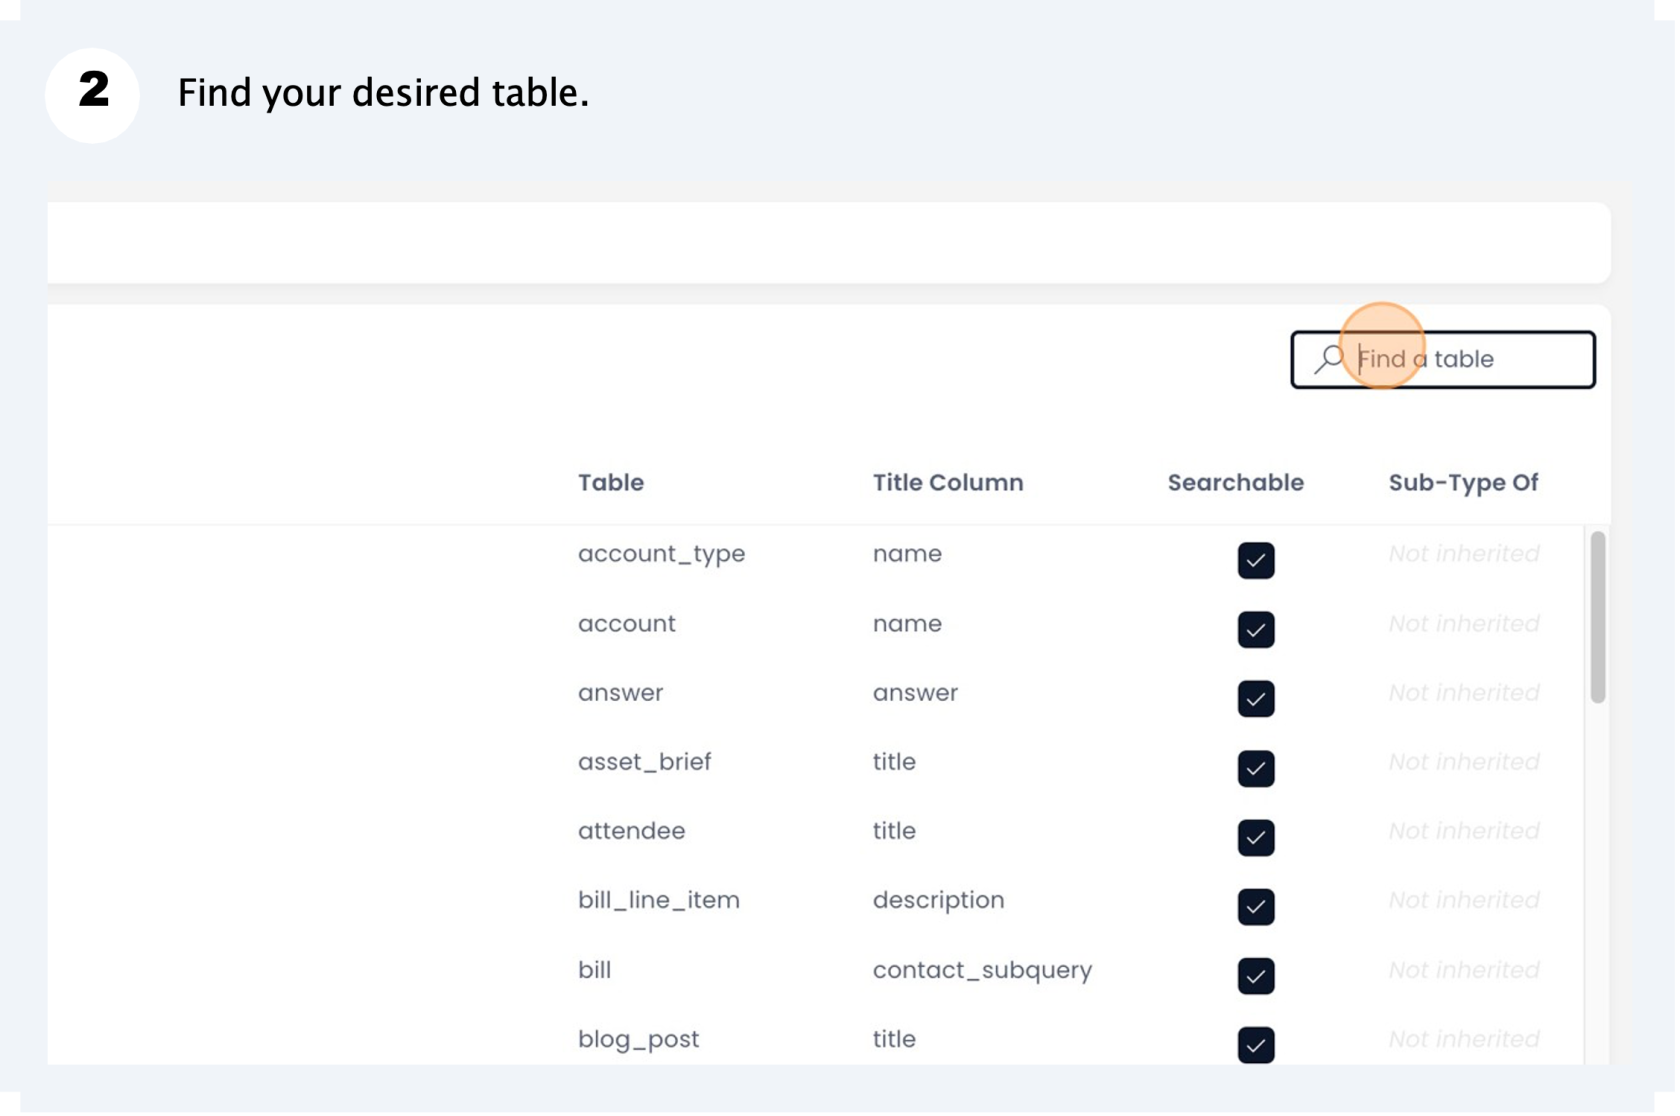 2 Find your desired table.
Find a table
Table Title Column Searchable Sub-Type Of
account_type name Not inherited
account name Not inherited
answer answer Not inherited
asset_brief title Not inherited
attendee title Not inherited
bill_line_item description Not inherited
bill contact_subquery Not inherited
blog_post title Not inherited